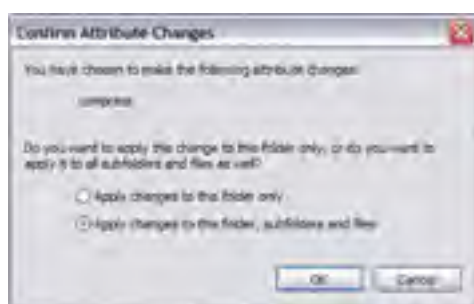 Confirm Attribute Changes
You have chosen to make the following attribute changes:
compress
Do you want to apply this change to this folder only, or do you want to
apply it to all subfolders and files as well?
Apply changes to this folder only
Apply changes to this folder, subfolders and files
OK Cancel